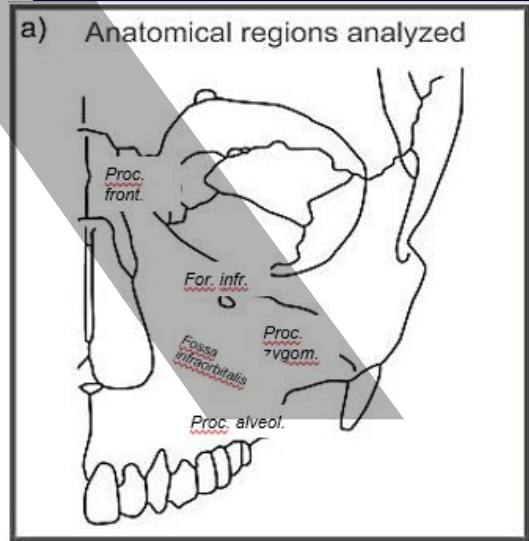 a) Anatomical regions analyzed
Proc.
front.
For. infr.
Proc.
zygom.
Fossa
infraorbitalis
Proc. alveol.